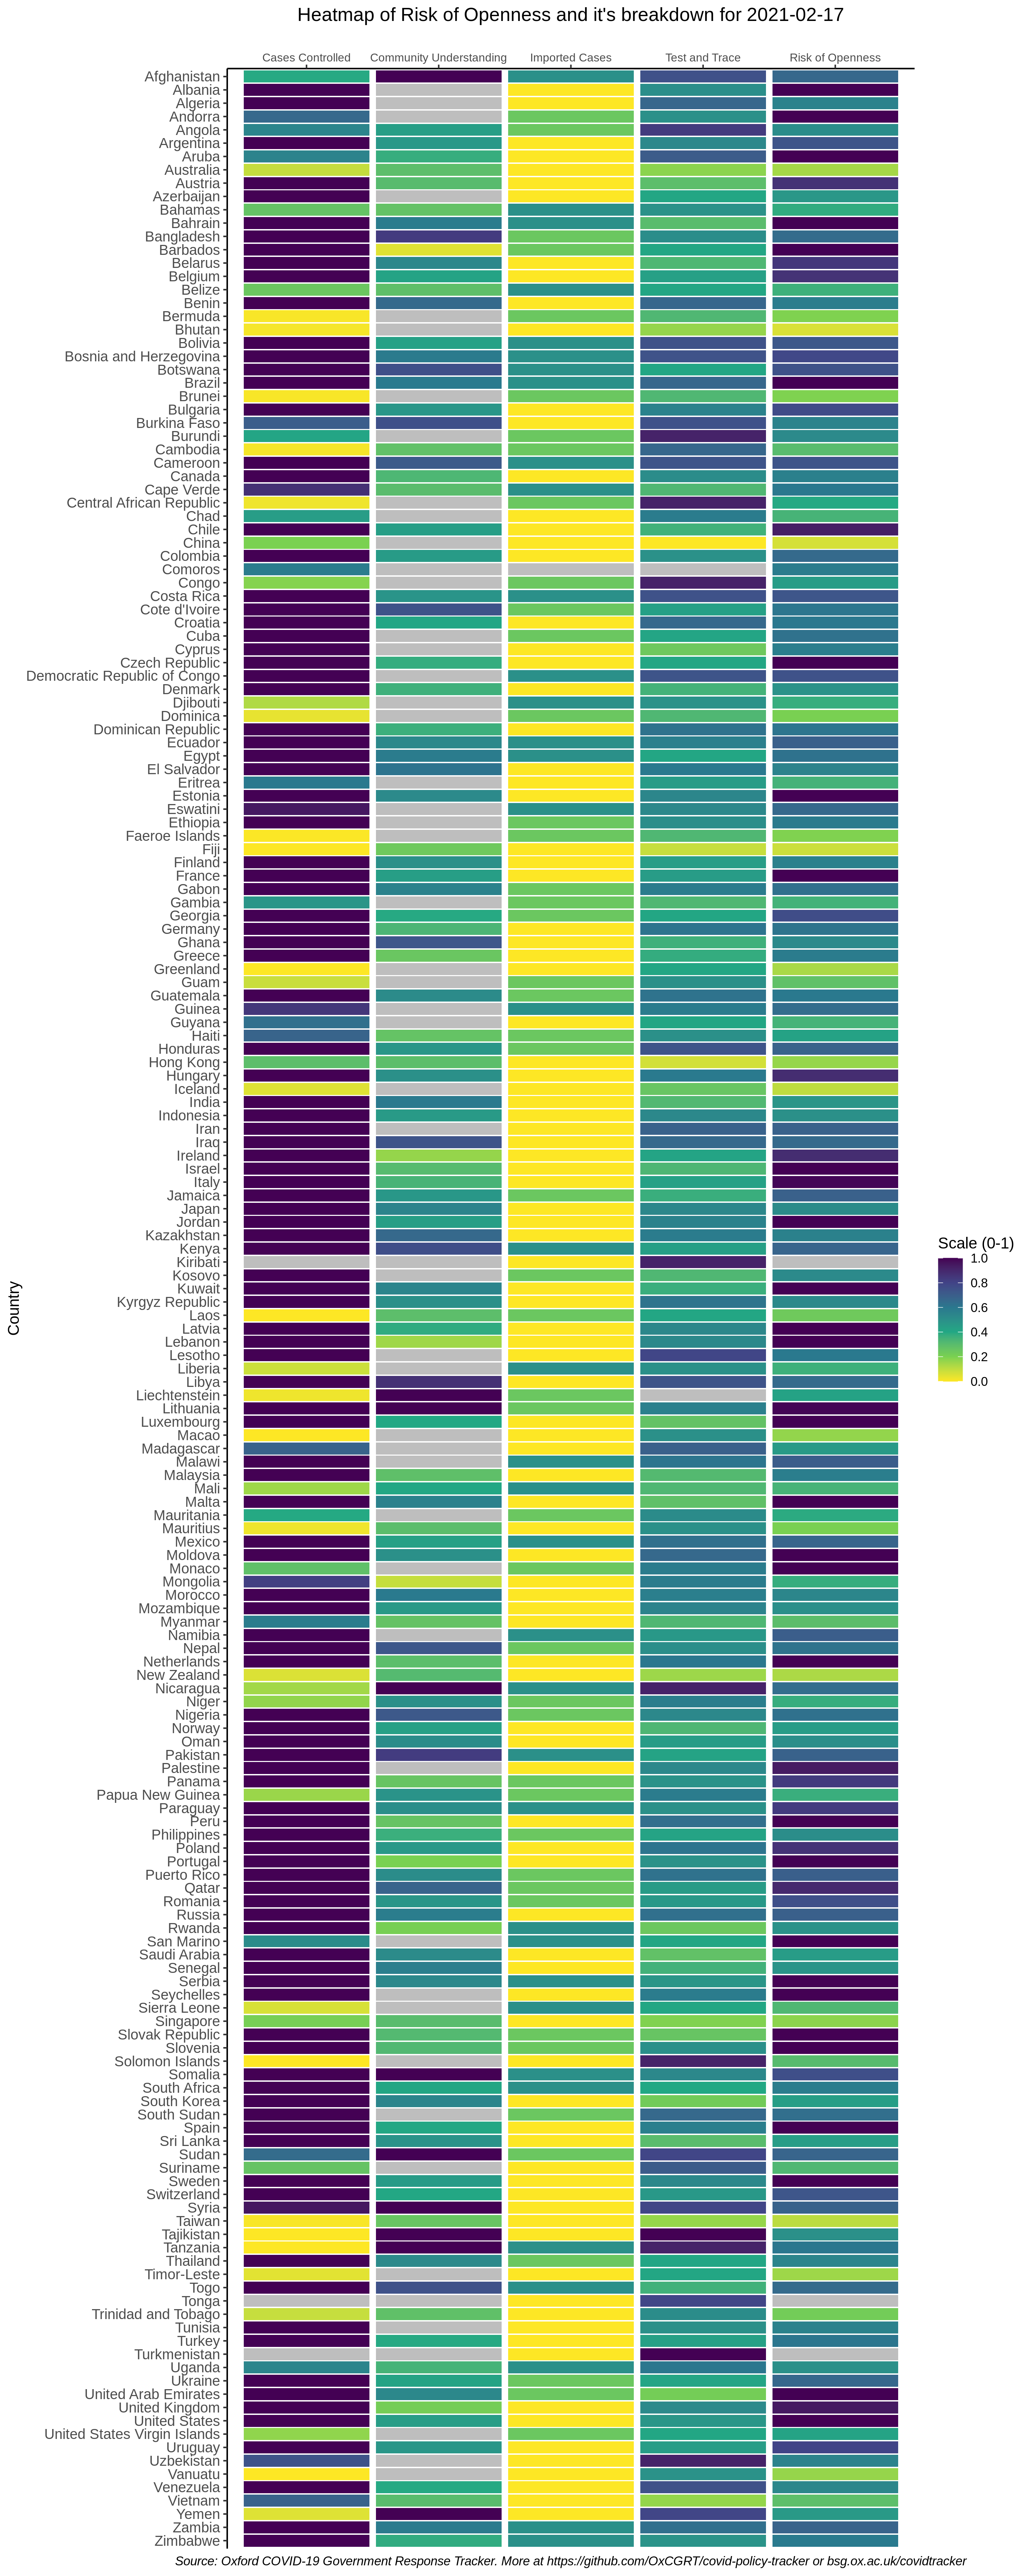 Heatmap of Risk of Openness and it's breakdown for 2021-02-17
Cases Controlled Community Understanding Imported Cases Test and Trace Risk of Openness
Afghanistan
Albania
Algeria
Andorra
Angola
Argentina
Aruba
Australia
Austria
Azerbaijan
Bahamas
Bahrain
Bangladesh
Barbados
Belarus
Belgium
Belize
Benin
Bermuda
Bhutan
Bolivia
Bosnia and Herzegovina
Botswana
Brazil
Brunei
Bulgaria
Burkina Faso
Burundi
Cambodia
Cameroon
Canada
Cape Verde
Central African Republic
Chad
Chile
China
Colombia
Comoros
Congo
Costa Rica
Cote d'Ivoire
Croatia
Cuba
Cyprus
Czech Republic
Democratic Republic of Congo
Denmark
Djibouti
Dominica
Dominican Republic
Ecuador
Egypt
El Salvador
Eritrea
Estonia
Eswatini
Ethiopia
Faeroe Islands
Fiji
Finland
France
Gabon
Gambia
Georgia
Germany
Ghana
Greece
Greenland
Guam
Guatemala
Guinea
Guyana
Haiti
Honduras
Hong Kong
Hungary
Iceland
India
Indonesia
Iran
Iraq
Ireland
Israel
Italy
Jamaica
Japan
Jordan
Kazakhstan
Kenya
Kiribati
Kosovo
Kuwait
Kyrgyz Republic
Laos
Latvia
Lebanon
Lesotho
Liberia
Libya
Liechtenstein
Lithuania
Luxembourg
Macao
Madagascar
Malawi
Malaysia
Mali
Malta
Mauritania
Mauritius
Mexico
Moldova
Monaco
Mongolia
Morocco
Mozambique
Myanmar
Namibia
Nepal
Netherlands
New Zealand
Nicaragua
Niger
Nigeria
Norway
Oman
Pakistan
Palestine
Panama
Papua New Guinea
Paraguay
Peru
Philippines
Poland
Portugal
Puerto Rico
Qatar
Romania
Russia
Rwanda
San Marino
Saudi Arabia
Senegal
Serbia
Seychelles
Sierra Leone
Singapore
Slovak Republic
Slovenia
Solomon Islands
Somalia
South Africa
South Korea
South Sudan
Spain
Sri Lanka
Sudan
Suriname
Sweden
Switzerland
Syria
Taiwan
Tajikistan
Tanzania
Thailand
Timor-Leste
Togo
Tonga
Trinidad and Tobago
Tunisia
Turkey
Turkmenistan
Uganda
Ukraine
United Arab Emirates
United Kingdom
United States
United States Virgin Islands
Uruguay
Uzbekistan
Vanuatu
Venezuela
Vietnam
Yemen
Zambia
Zimbabwe
Country
Scale (0-1)
1.0
0.8
0.6
0.4
0.2
0.0
Source: Oxford COVID-19 Government Response Tracker. More at https://github.com/OxCGRT/covid-policy-tracker or bsg.ox.ac.uk/covidtracker